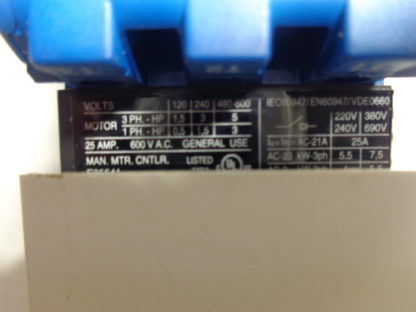 VOLTS 120 240 480-600
MOTOR 3 PH. - HP 1,5 3 5
1 PH. - HP 0,5 1,5 3
25 AMP. 600 V A.C. GENERAL USE
MAN. MTR. CNTLR. LISTED
IEC60947/EN60947/VDE0660
220V 380V
240V 690V
AC-21A 25A
kW-3ph 5.5 7,5